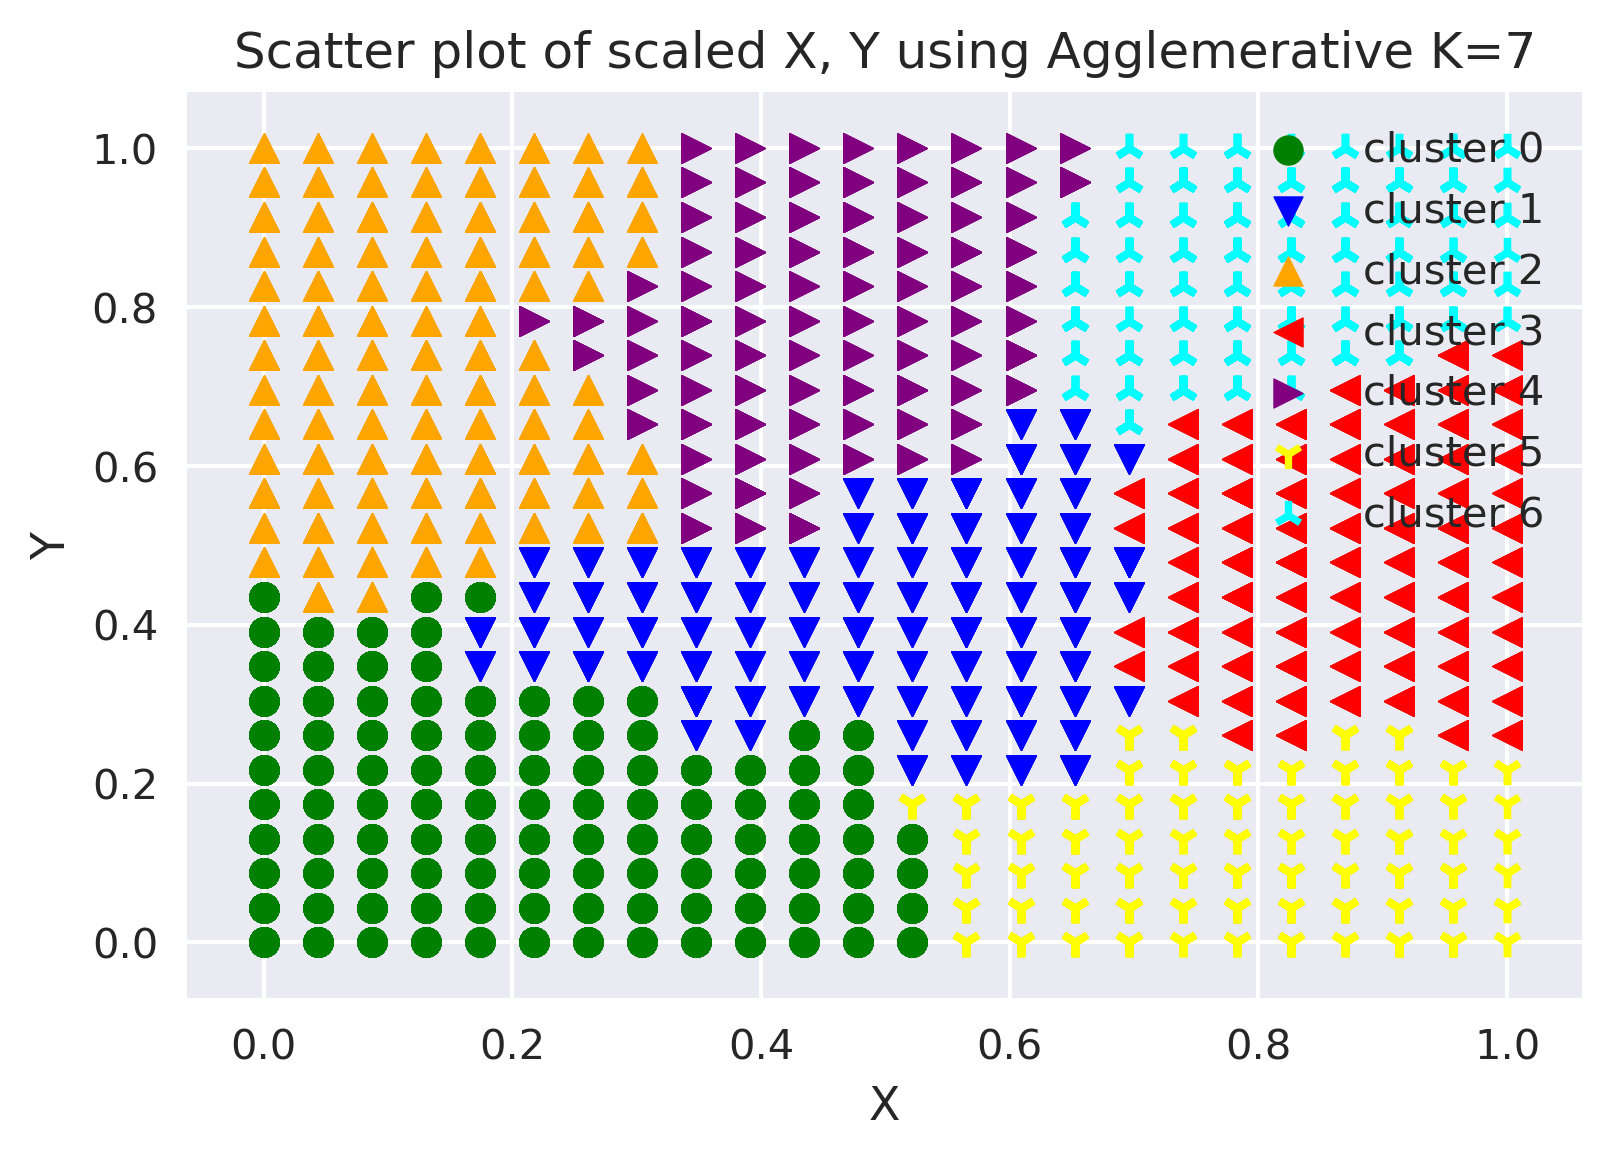 Scatter plot of scaled X, Y using Agglemerative K=7
1.0
0.8
0.6
0.4
0.2
0.0
Y
cluster 0
cluster 1
cluster 2
cluster 3
cluster 4
cluster 5
cluster 6
0.0 0.2 0.4 0.6 0.8 1.0
X